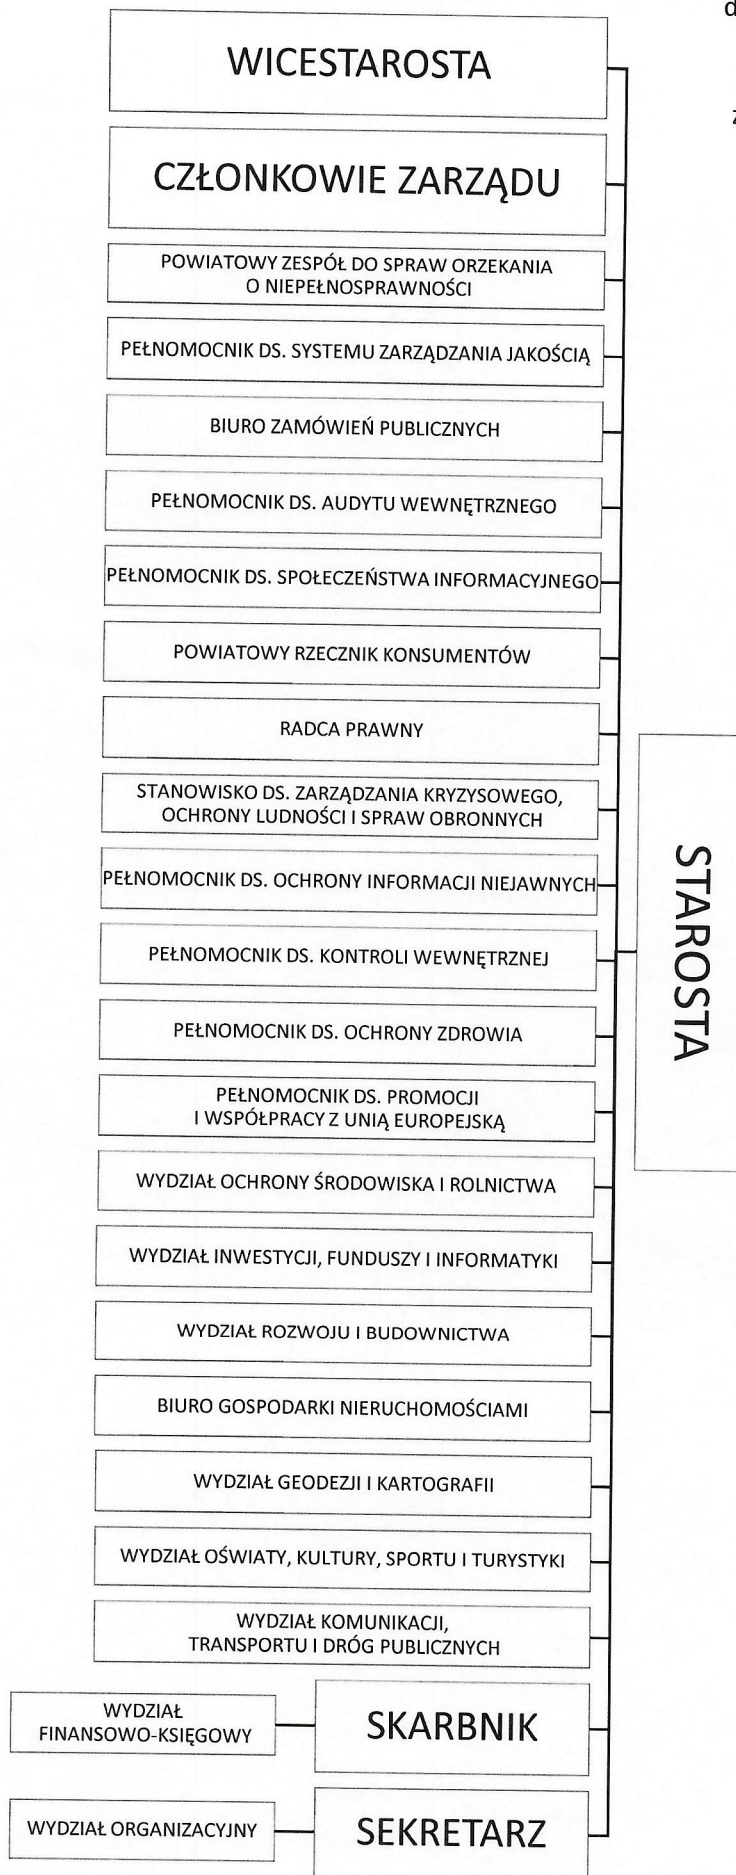 d
z
WICESTAROSTA
CZŁONKOWIE ZARZĄDU
POWIATOWY ZESPÓŁ DO SPRAW ORZEKANIA
O NIEPEŁNOSPRAWNOŚCI
PEŁNOMOCNIK DS. SYSTEMU ZARZĄDZANIA JAKOŚCIĄ
BIURO ZAMÓWIEŃ PUBLICZNYCH
PEŁNOMOCNIK DS. AUDYTU WEWNĘTRZNEGO
PEŁNOMOCNIK DS. SPOŁECZEŃSTWA INFORMACYJNEGO
POWIATOWY RZECZNIK KONSUMENTÓW
RADCA PRAWNY
STANOWISKO DS. ZARZĄDZANIA KRYZYSOWEGO,
OCHRONY LUDNOŚCI I SPRAW OBRONNYCH
PEŁNOMOCNIK DS. OCHRONY INFORMACJI NIEJAWNYCH
PEŁNOMOCNIK DS. KONTROLI WEWNĘTRZNEJ
PEŁNOMOCNIK DS. OCHRONY ZDROWIA
PEŁNOMOCNIK DS. PROMOCJI
I WSPÓŁPRACY Z UNIĄ EUROPEJSKĄ
WYDZIAŁ OCHRONY ŚRODOWISKA I ROLNICTWA
WYDZIAŁ INWESTYCJI, FUNDUSZY I INFORMATYKI
WYDZIAŁ ROZWOJU I BUDOWNICTWA
BIURO GOSPODARKI NIERUCHOMOŚCIAMI
WYDZIAŁ GEODEZJI I KARTOGRAFII
WYDZIAŁ OŚWIATY, KULTURY, SPORTU I TURYSTYKI
WYDZIAŁ KOMUNIKACJI,
TRANSPORTU I DRÓG PUBLICZNYCH
WYDZIAŁ
FINANSOWO-KSIĘGOWY
SKARBNIK
WYDZIAŁ ORGANIZACYJNY
SEKRETARZ
STAROSTA